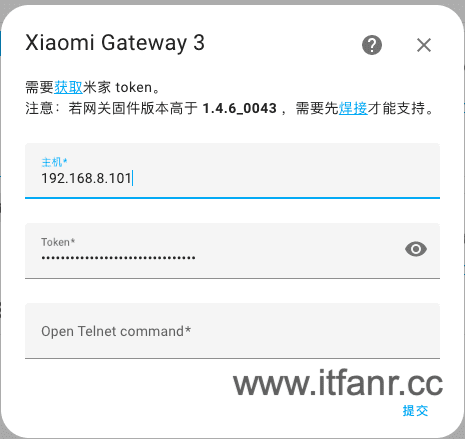 Xiaomi Gateway 3
需要获取米家 token。
注意：若网关固件版本高于 1.4.6_0043 ，需要先焊接才能支持。
主机*
192.168.8.101
Token*
••••••••••••••••••••••••••••••••
Open Telnet command*
www.itfanr.cc
提交